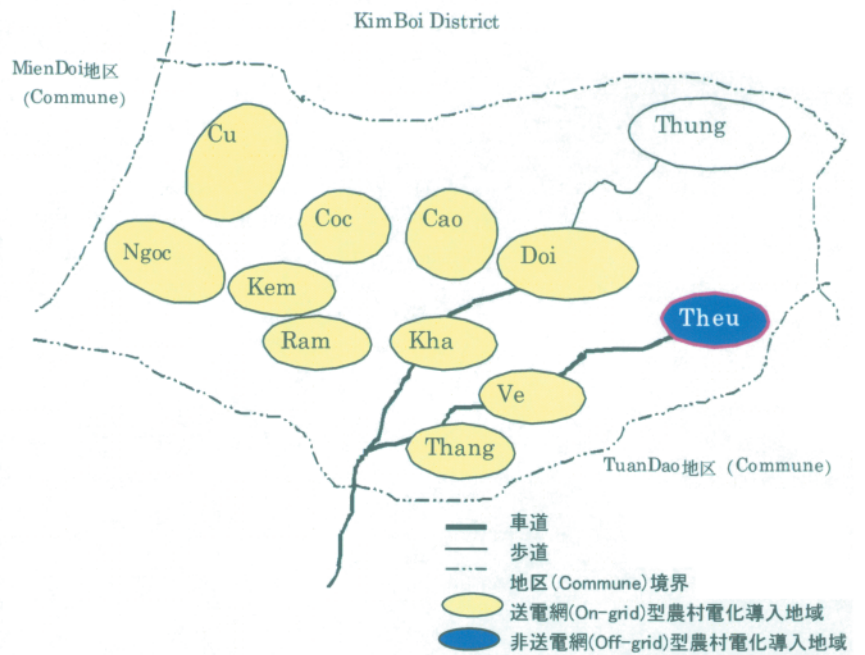 KimBoi District
MienDoi地区
(Commune)
Cu
Thung
Coc
Cao
Ngoc
Doi
Kem
Theu
Ram
Kha
Ve
Thang
TuanDao地区 (Commune)
車道
歩道
地区(Commune)境界
送電網(On-grid)型農村電化導入地域
非送電網(Off-grid)型農村電化導入地域